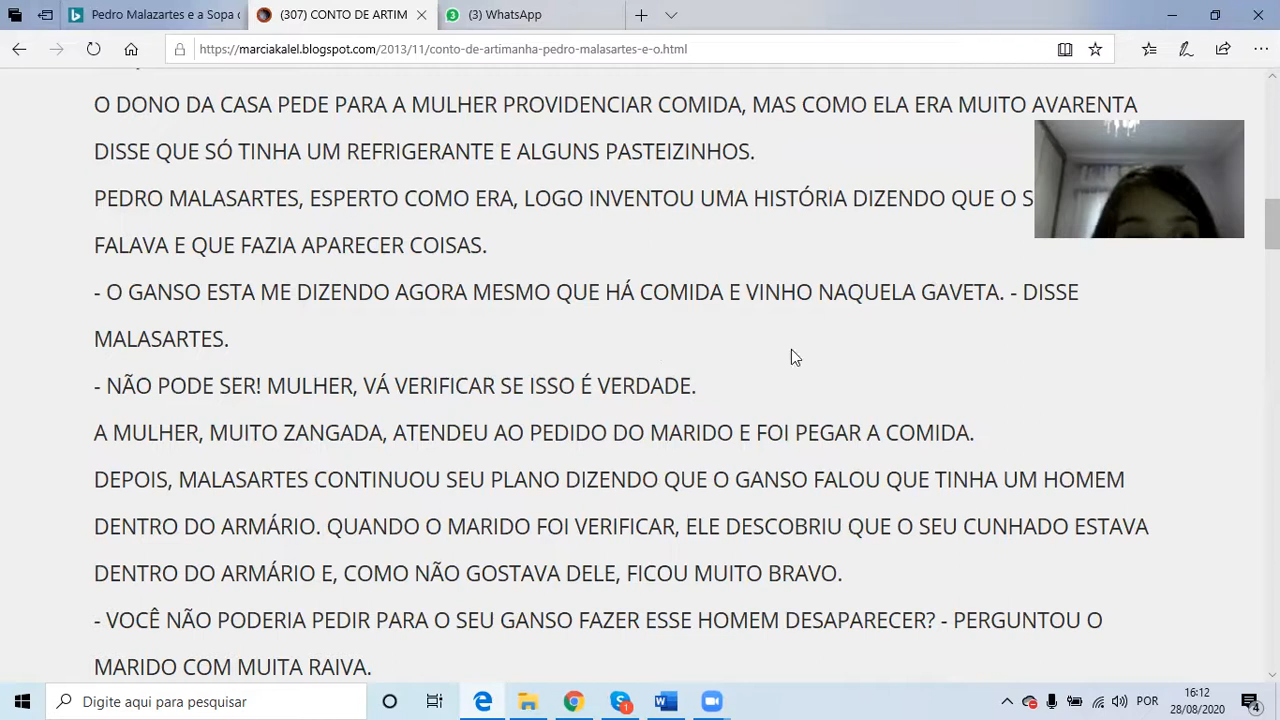 Pedro Malazartes e a Sopa d
(307) CONTO DE ARTIM
(3) WhatsApp
https://marciakalel.blogspot.com/2013/11/conto-de-artimanha-pedro-malasartes-e-o.html
O DONO DA CASA PEDE PARA A MULHER PROVIDENCIAR COMIDA, MAS COMO ELA ERA MUITO AVARENTA
DISSE QUE SÓ TINHA UM REFRIGERANTE E ALGUNS PASTEIZINHOS.
PEDRO MALASARTES, ESPERTO COMO ERA, LOGO INVENTOU UMA HISTÓRIA DIZENDO QUE O S
FALAVA E QUE FAZIA APARECER COISAS.
- O GANSO ESTA ME DIZENDO AGORA MESMO QUE HÁ COMIDA E VINHO NAQUELA GAVETA. - DISSE
MALASARTES.
- NÃO PODE SER! MULHER, VÁ VERIFICAR SE ISSO É VERDADE.
A MULHER, MUITO ZANGADA, ATENDEU AO PEDIDO DO MARIDO E FOI PEGAR A COMIDA.
DEPOIS, MALASARTES CONTINUOU SEU PLANO DIZENDO QUE O GANSO FALOU QUE TINHA UM HOMEM
DENTRO DO ARMÁRIO. QUANDO O MARIDO FOI VERIFICAR, ELE DESCOBRIU QUE O SEU CUNHADO ESTAVA
DENTRO DO ARMÁRIO E, COMO NÃO GOSTAVA DELE, FICOU MUITO BRAVO.
- VOCÊ NÃO PODERIA PEDIR PARA O SEU GANSO FAZER ESSE HOMEM DESAPARECER? - PERGUNTOU O
MARIDO COM MUITA RAIVA.
Digite aqui para pesquisar
POR
16:12
28/08/2020
4